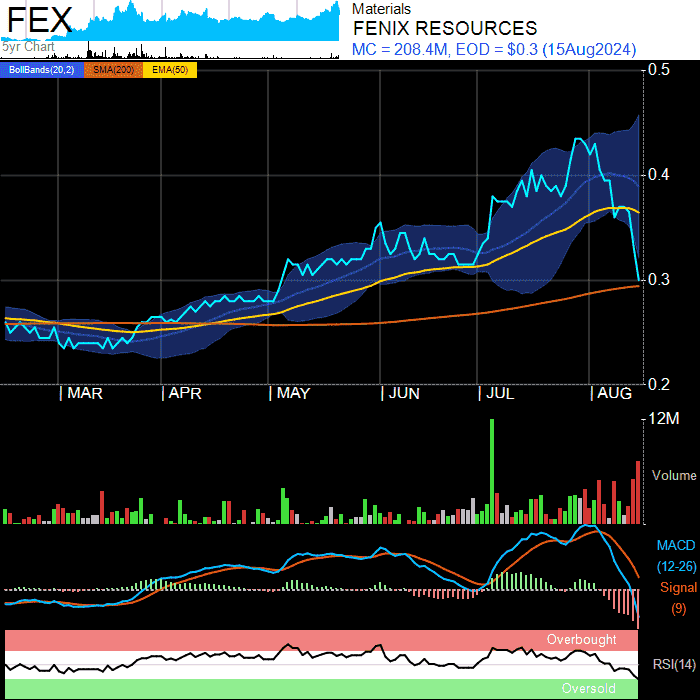 FEX
5yr Chart
Materials
FENIX RESOURCES
MC = 208.4M, EOD = $0.3 (15Aug2024)
BollBands(20,2) SMA(200) EMA(50)
0.5
0.4
0.3
0.2
MAR APR MAY JUN JUL AUG
12M
Volume
MACD
(12-26)
Signal
(9)
Overbought
RSI(14)
Oversold